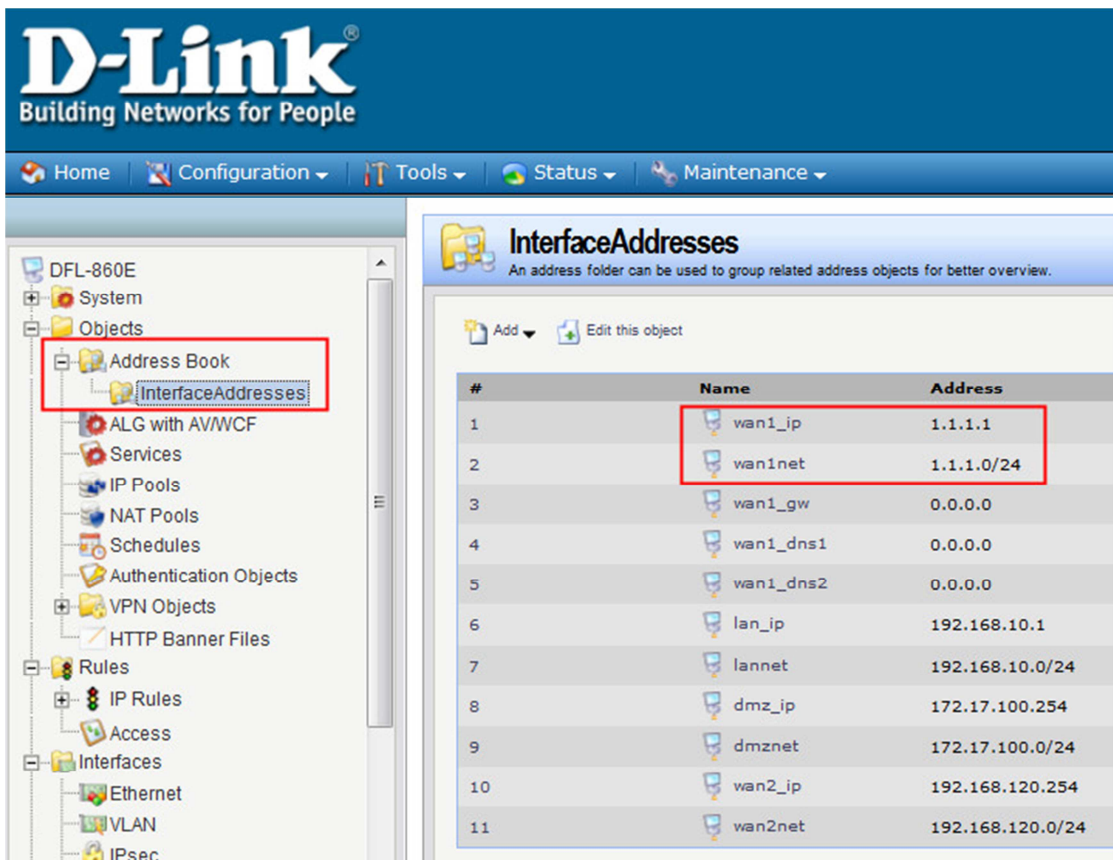 D-Link®
Building Networks for People
Home Configuration Tools Status Maintenance
DFL-860E
System
Objects
Address Book
InterfaceAddresses
ALG with AV/WCF
Services
IP Pools
NAT Pools
Schedules
Authentication Objects
VPN Objects
HTTP Banner Files
Rules
IP Rules
Access
Interfaces
Ethernet
VLAN
IPsec
InterfaceAddresses
An address folder can be used to group related address objects for better overview.
Add Edit this object
# Name Address
1 wan1_ip 1.1.1.1
2 wan1net 1.1.1.0/24
3 wan1_gw 0.0.0.0
4 wan1_dns1 0.0.0.0
5 wan1_dns2 0.0.0.0
6 lan_ip 192.168.10.1
7 lannet 192.168.10.0/24
8 dmz_ip 172.17.100.254
9 dmznet 172.17.100.0/24
10 wan2_ip 192.168.120.254
11 wan2net 192.168.120.0/24